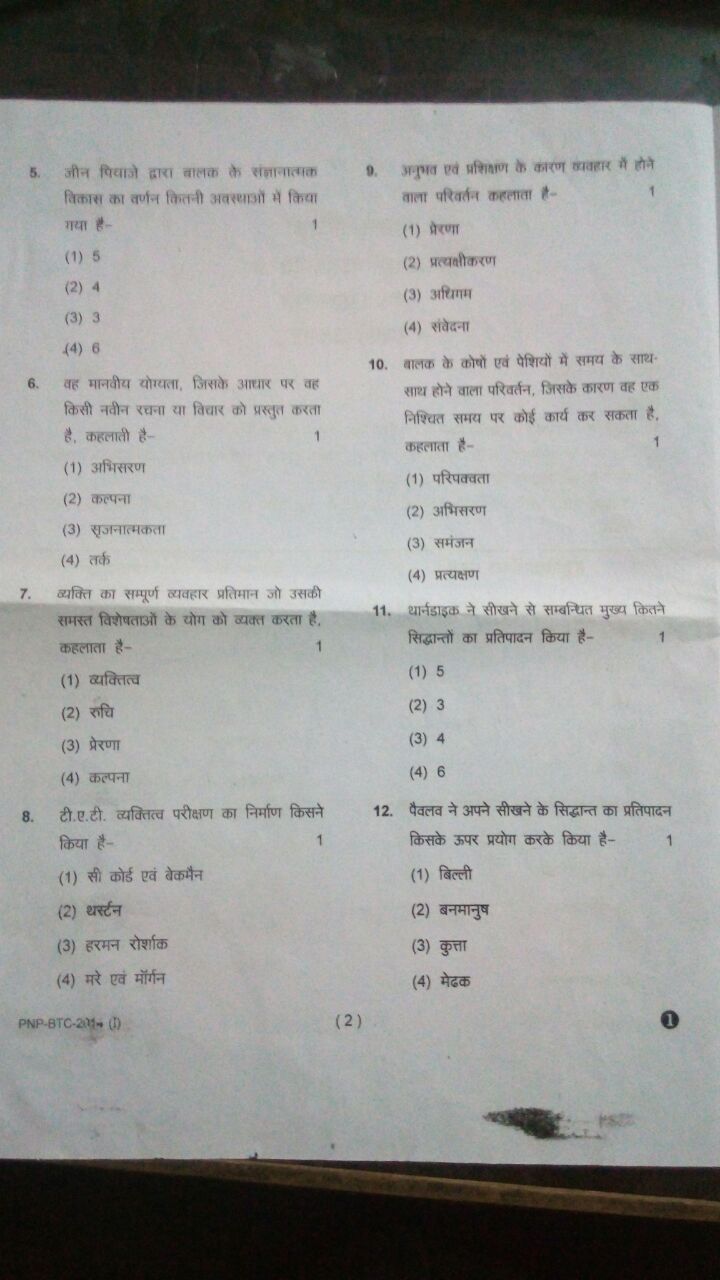 5. जीन पियाजे द्वारा बालक के संज्ञानात्मक
विकास का वर्णन कितनी अवस्थाओं में किया
गया है– 1
(1) 5
(2) 4
(3) 3
(4) 6
6. वह मानवीय योग्यता, जिसके आधार पर वह
किसी नवीन रचना या विचार को प्रस्तुत करता
है, कहलाती है– 1
(1) अभिसरण
(2) कल्पना
(3) सृजनात्मकता
(4) तर्क
7. व्यक्ति का सम्पूर्ण व्यवहार प्रतिमान जो उसकी
समस्त विशेषताओं के योग को व्यक्त करता है,
कहलाता है– 1
(1) व्यक्तित्व
(2) रुचि
(3) प्रेरणा
(4) कल्पना
8. टी.ए.टी. व्यक्तित्व परीक्षण का निर्माण किसने
किया है– 1
(1) सी कोर्ड एवं बेकमैन
(2) थर्स्टन
(3) हरमन रोर्शाक
(4) मरे एवं मॉर्गन
9. अनुभव एवं प्रशिक्षण के कारण व्यवहार में होने
वाला परिवर्तन कहलाता है– 1
(1) प्रेरणा
(2) प्रत्यक्षीकरण
(3) अधिगम
(4) संवेदना
10. बालक के कोषों एवं पेशियों में समय के साथ-
साथ होने वाला परिवर्तन, जिसके कारण वह एक
निश्चित समय पर कोई कार्य कर सकता है,
कहलाता है– 1
(1) परिपक्वता
(2) अभिसरण
(3) समंजन
(4) प्रत्यक्षण
11. थार्नडाइक ने सीखने से सम्बन्धित मुख्य कितने
सिद्धान्तों का प्रतिपादन किया है– 1
(1) 5
(2) 3
(3) 4
(4) 6
12. पैवलव ने अपने सीखने के सिद्धान्त का प्रतिपादन
किसके ऊपर प्रयोग करके किया है– 1
(1) बिल्ली
(2) बनमानुष
(3) कुत्ता
(4) मेढक
(I) ( 2 ) 1